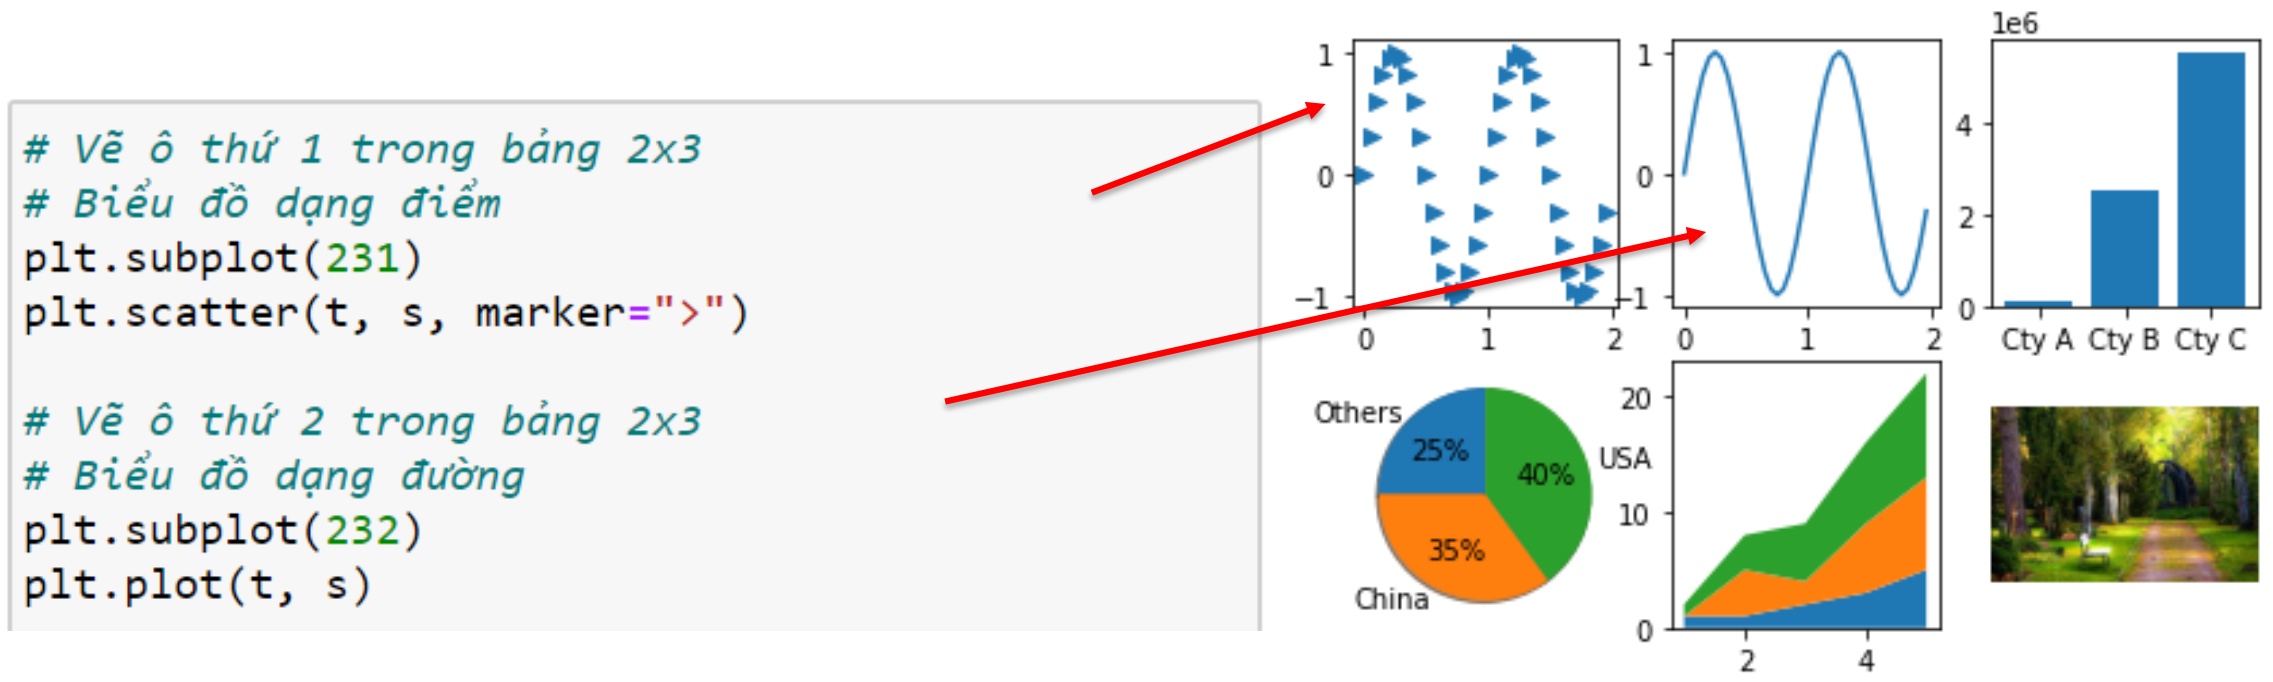 # Vẽ ô thứ 1 trong bảng 2x3
# Biểu đồ dạng điểm
plt.subplot(231)
plt.scatter(t, s, marker=">")
# Vẽ ô thứ 2 trong bảng 2x3
# Biểu đồ dạng đường
plt.subplot(232)
plt.plot(t, s)
1
0
−1
0 1 2
1
0
−1
0 1 2
1e6
4
2
0
Cty A Cty B Cty C
Others
25%
40%
USA
35%
China
20
10
0
2 4